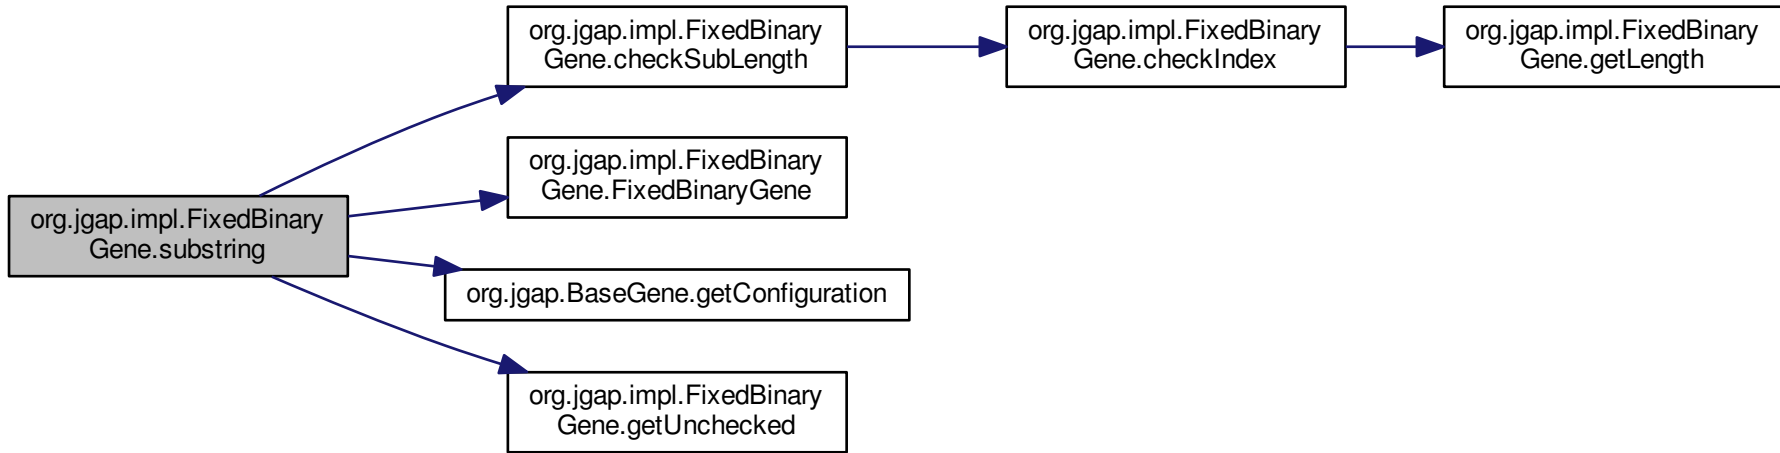 org.jgap.impl.FixedBinary
Gene.substring
org.jgap.impl.FixedBinary
Gene.checkSubLength
org.jgap.impl.FixedBinary
Gene.checkIndex
org.jgap.impl.FixedBinary
Gene.getLength
org.jgap.impl.FixedBinary
Gene.FixedBinaryGene
org.jgap.BaseGene.getConfiguration
org.jgap.impl.FixedBinary
Gene.getUnchecked